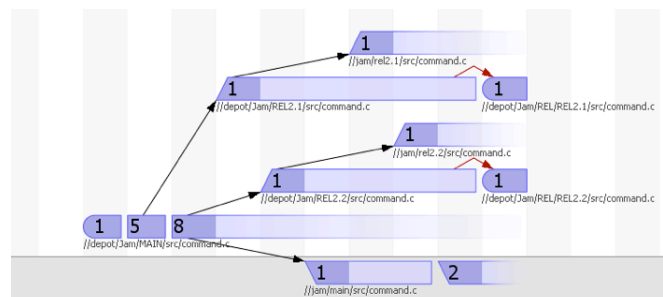 1
//jam/rel2.1/src/command.c
1 1
//depot/Jam/REL2.1/src/command.c //depot/Jam/REL/REL2.1/src/command.c
1
//jam/rel2.2/src/command.c
1 1
//depot/Jam/REL2.2/src/command.c //depot/Jam/REL/REL2.2/src/command.c
1 5 8
//depot/Jam/MAIN/src/command.c
1 2
//jam/main/src/command.c